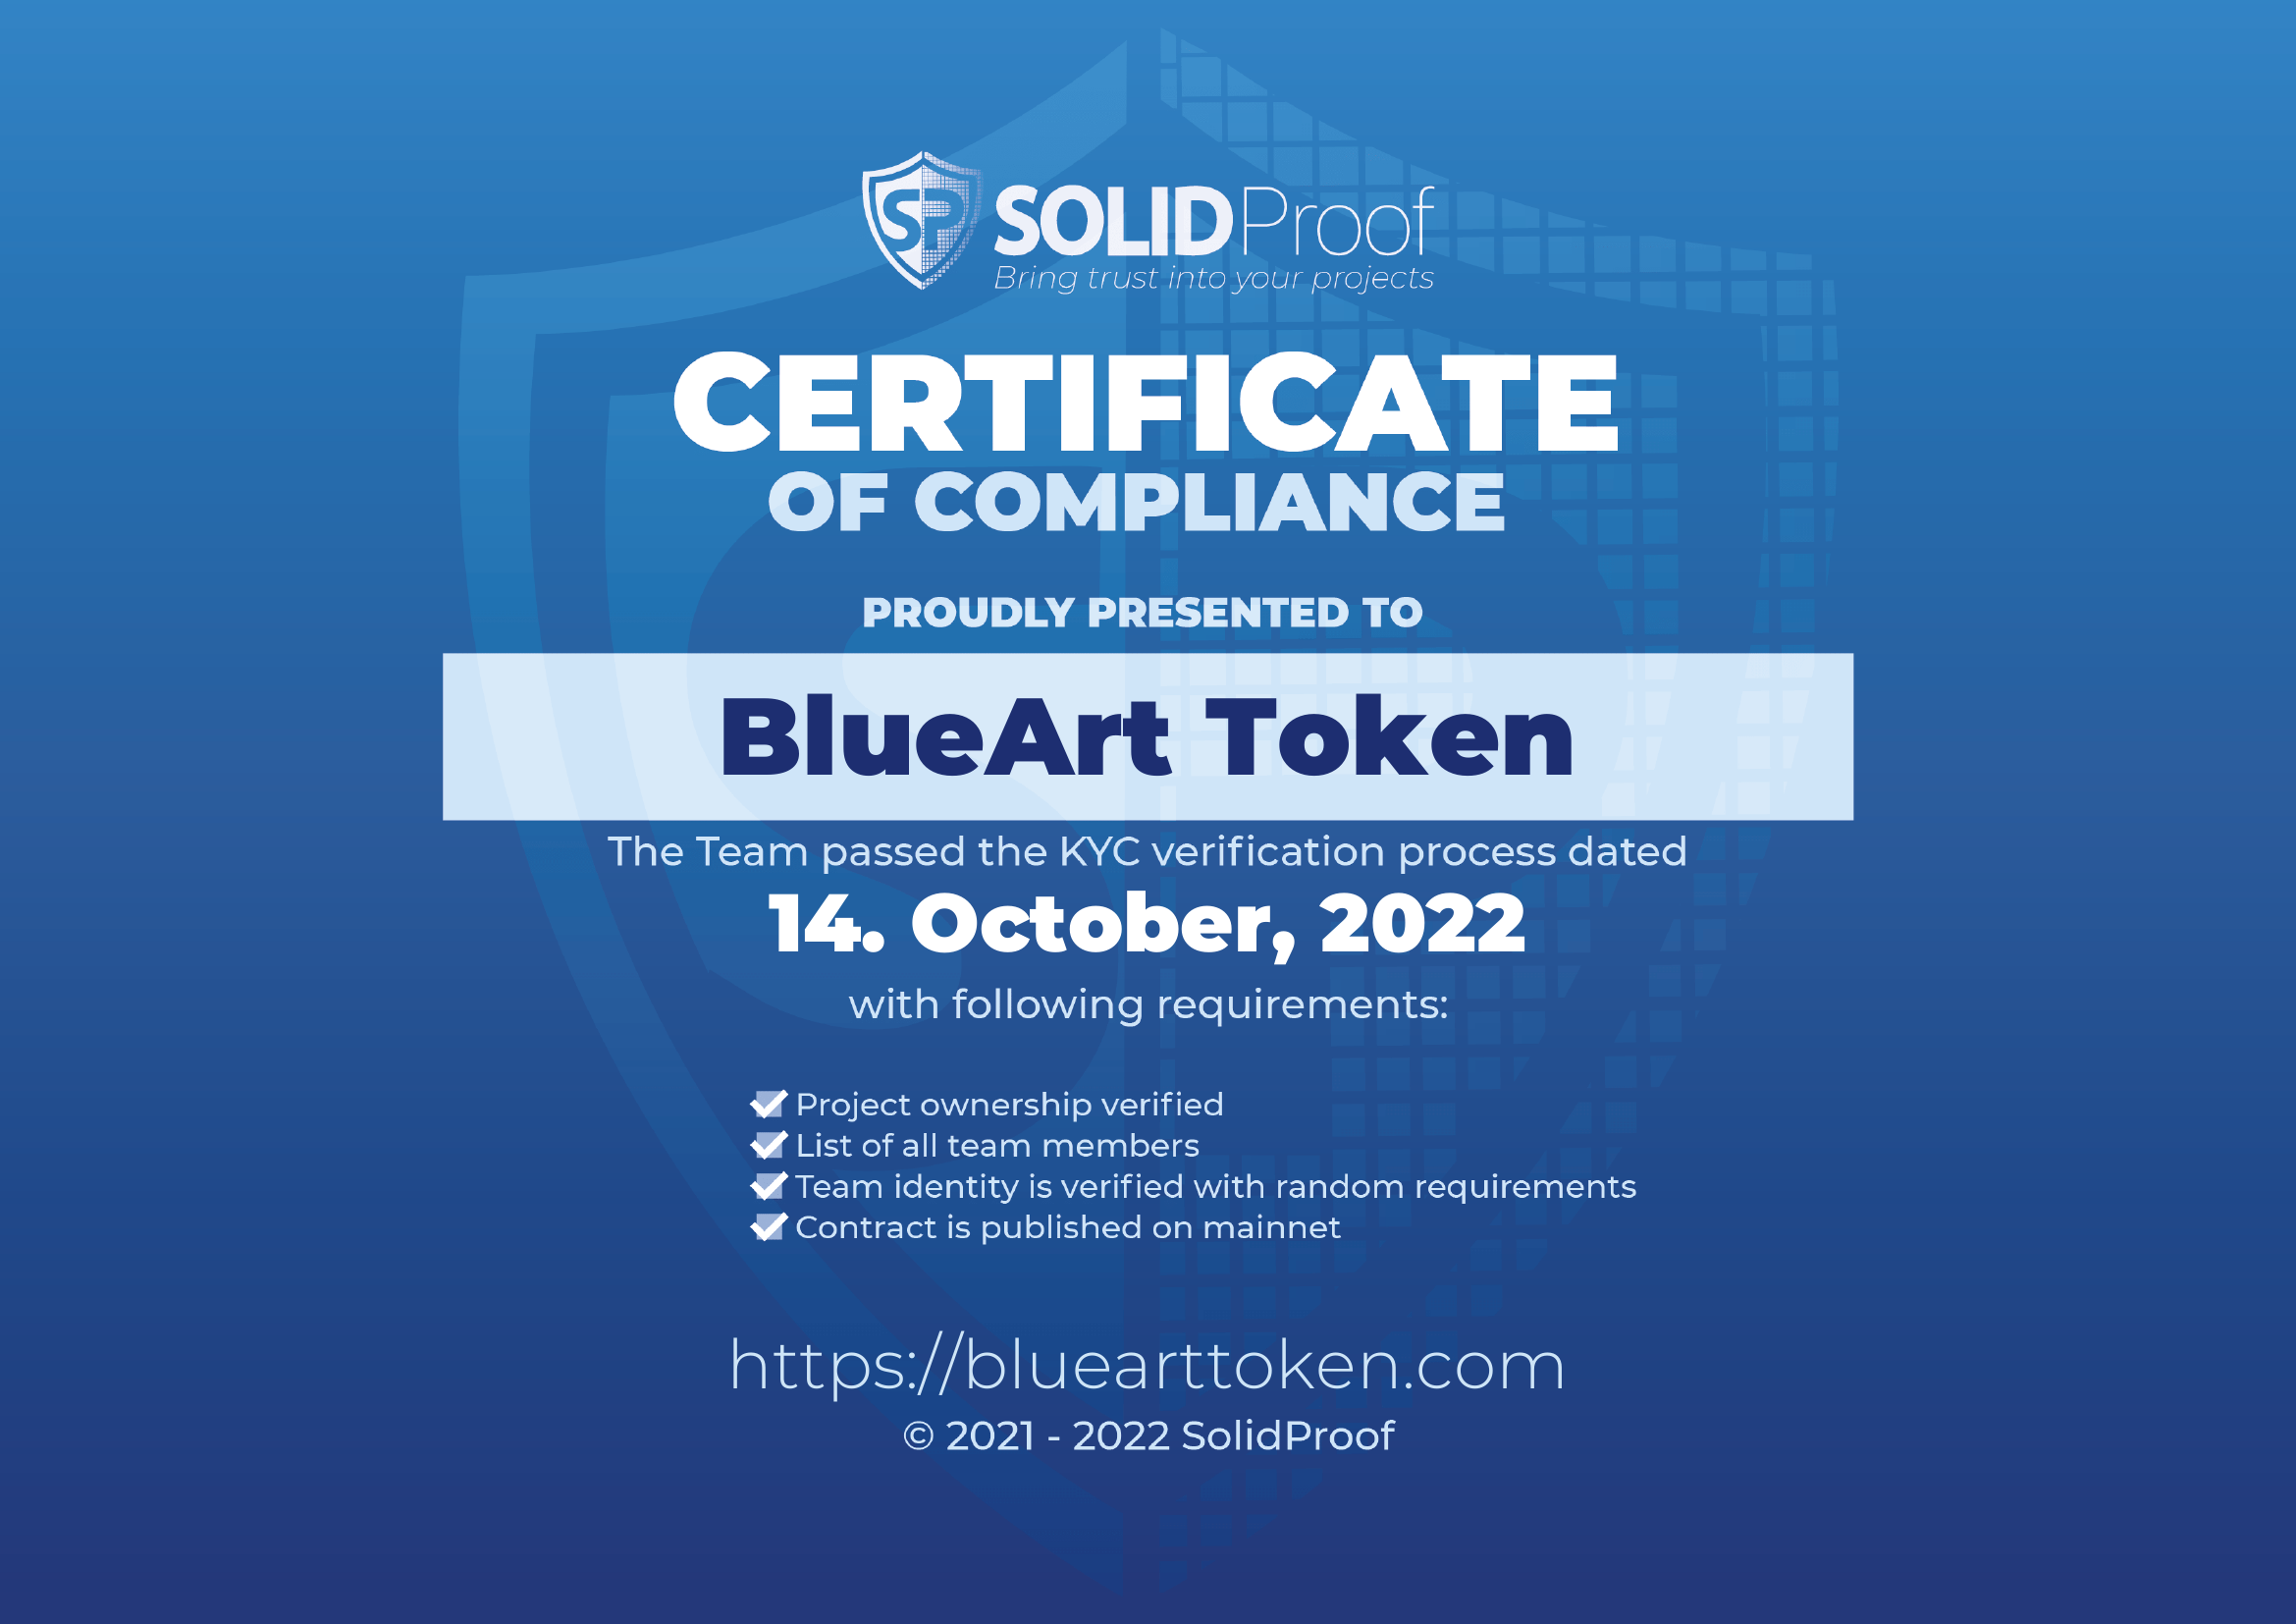 SP SOLIDProof
Bring trust into your projects
CERTIFICATE
OF COMPLIANCE
PROUDLY PRESENTED TO
BlueArt Token
The Team passed the KYC verification process dated
14. October, 2022
with following requirements:
Project ownership verified
List of all team members
Team identity is verified with random requirements
Contract is published on mainnet
https://bluearttoken.com
© 2021 - 2022 SolidProof